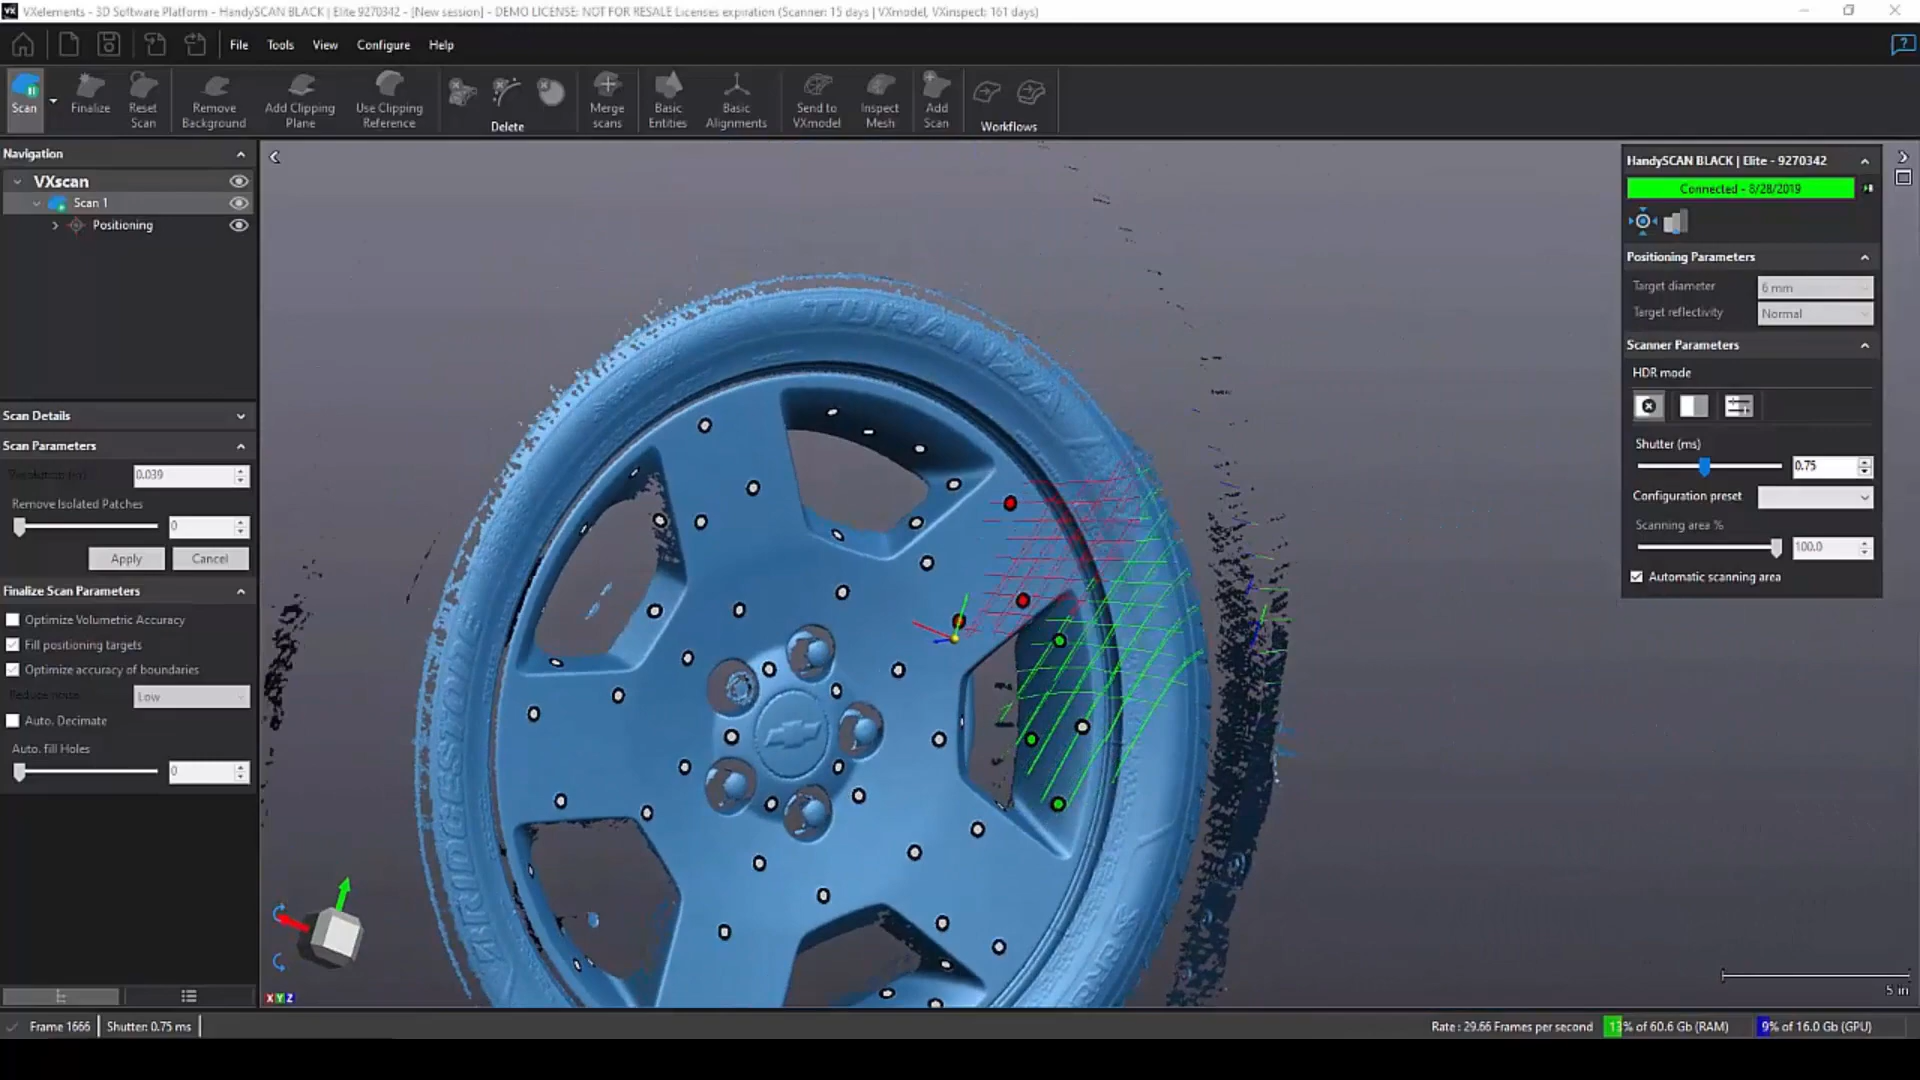 VXelements - 3D Software Platform - HandySCAN BLACK | Elite 9270342 - [New session] - DEMO LICENSE: NOT FOR RESALE Licenses expiration (Scanner: 15 days | VXmodel, VXinspect: 161 days)
File Tools View Configure Help
Scan
Finalize
Reset Scan
Remove Background
Add Clipping Plane
Use Clipping Reference
Delete
Merge scans
Basic Entities
Basic Alignments
Send to VXmodel
Inspect Mesh
Add Scan
Workflows
Navigation
VXscan
Scan 1
Positioning
Scan Details
Scan Parameters
0.039
Remove Isolated Patches
0
Apply Cancel
Finalize Scan Parameters
Optimize Volumetric Accuracy
Fill positioning targets
Optimize accuracy of boundaries
Reduce noise Low
Auto. Decimate
Auto. fill Holes
0
TURANZA
BRIDGESTONE
X Y Z
HandySCAN BLACK | Elite - 9270342
Connected - 8/28/2019
Positioning Parameters
Target diameter 6 mm
Target reflectivity Normal
Scanner Parameters
HDR mode
Shutter (ms)
0.75
Configuration preset
Scanning area %
100.0
Automatic scanning area
5 in
Frame 1666 Shutter: 0.75 ms
Rate : 29.66 Frames per second 13% of 60.6 Gb (RAM) 9% of 16.0 Gb (GPU)